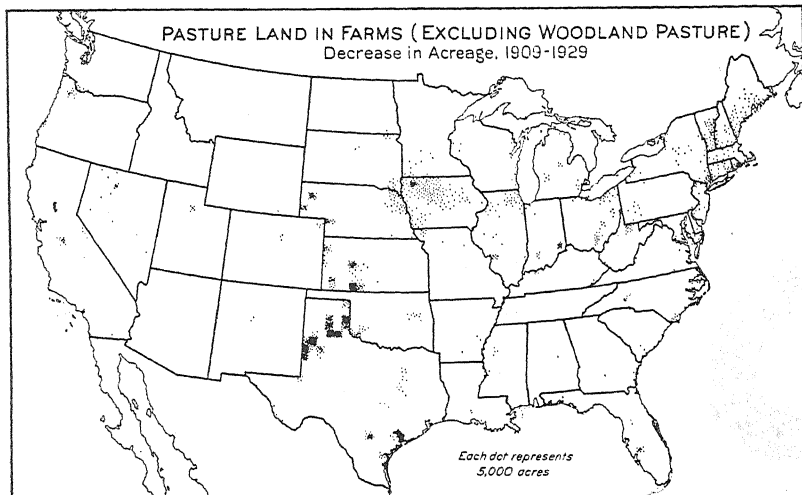 PASTURE LAND IN FARMS (EXCLUDING WOODLAND PASTURE)
Decrease in Acreage, 1909-1929
Each dot represents
5,000 acres